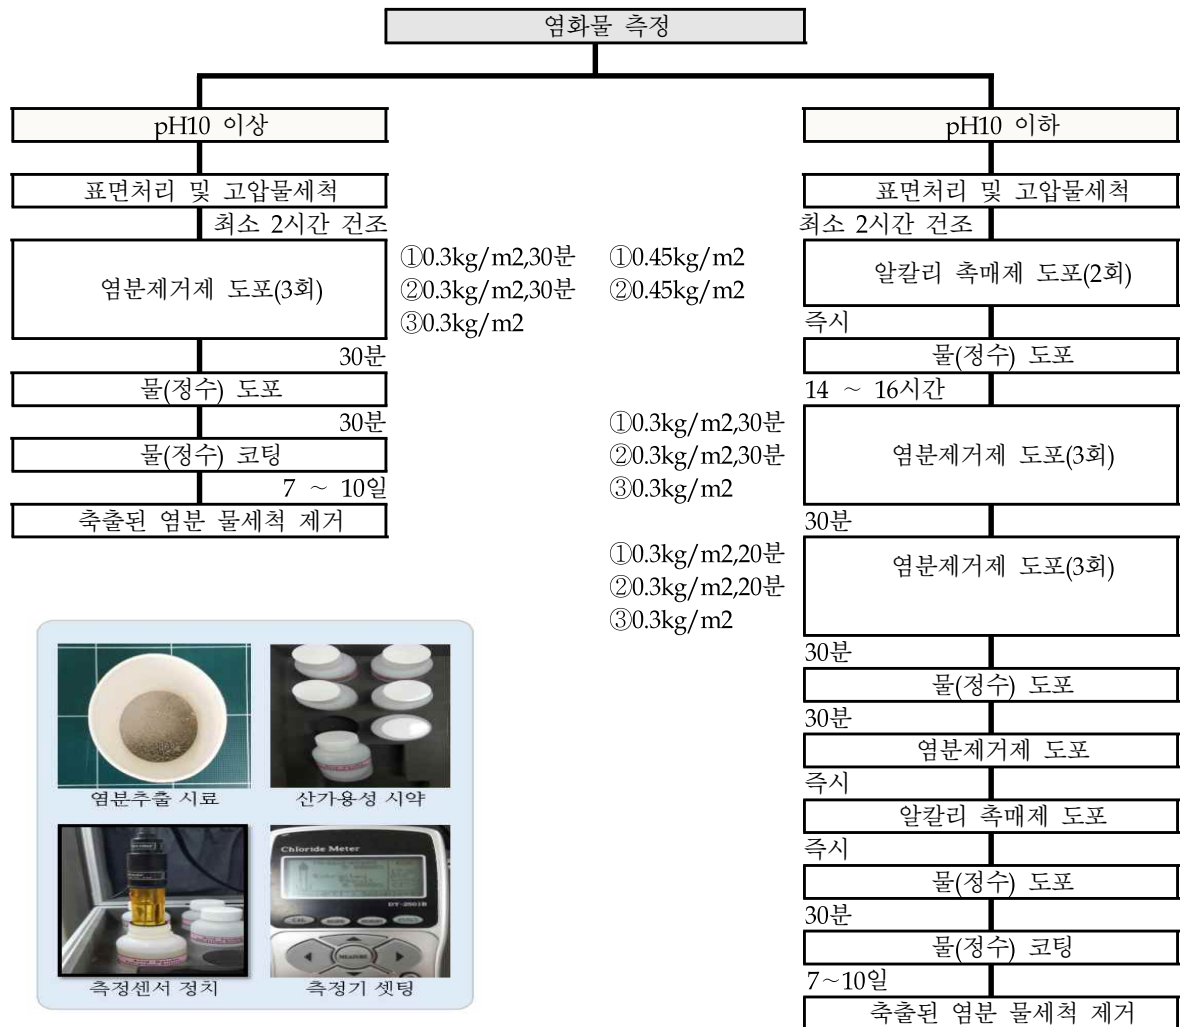 염화물 측정
pH10 이상
표면처리 및 고압물세척
최소 2시간 건조
염분제거제 도포(3회)
①0.3kg/m2,30분
②0.3kg/m2,30분
③0.3kg/m2
30분
물(정수) 도포
30분
물(정수) 코팅
7 ~ 10일
축출된 염분 물세척 제거
pH10 이하
표면처리 및 고압물세척
최소 2시간 건조
①0.45kg/m2
②0.45kg/m2
알칼리 촉매제 도포(2회)
즉시
물(정수) 도포
14 ~ 16시간
①0.3kg/m2,30분
②0.3kg/m2,30분
③0.3kg/m2
염분제거제 도포(3회)
30분
①0.3kg/m2,20분
②0.3kg/m2,20분
③0.3kg/m2
염분제거제 도포(3회)
30분
물(정수) 도포
30분
염분제거제 도포
즉시
알칼리 촉매제 도포
즉시
물(정수) 도포
30분
물(정수) 코팅
7~10일
축출된 염분 물세척 제거
염분추출 시료
산가용성 시약
Chloride Meter
MEASURE
측정센서 정치
측정기 셋팅